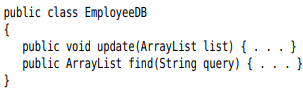 public class EmployeeDB
{
public void update(ArrayList list) { . . . }
public ArrayList find(String query) { . . . }
}